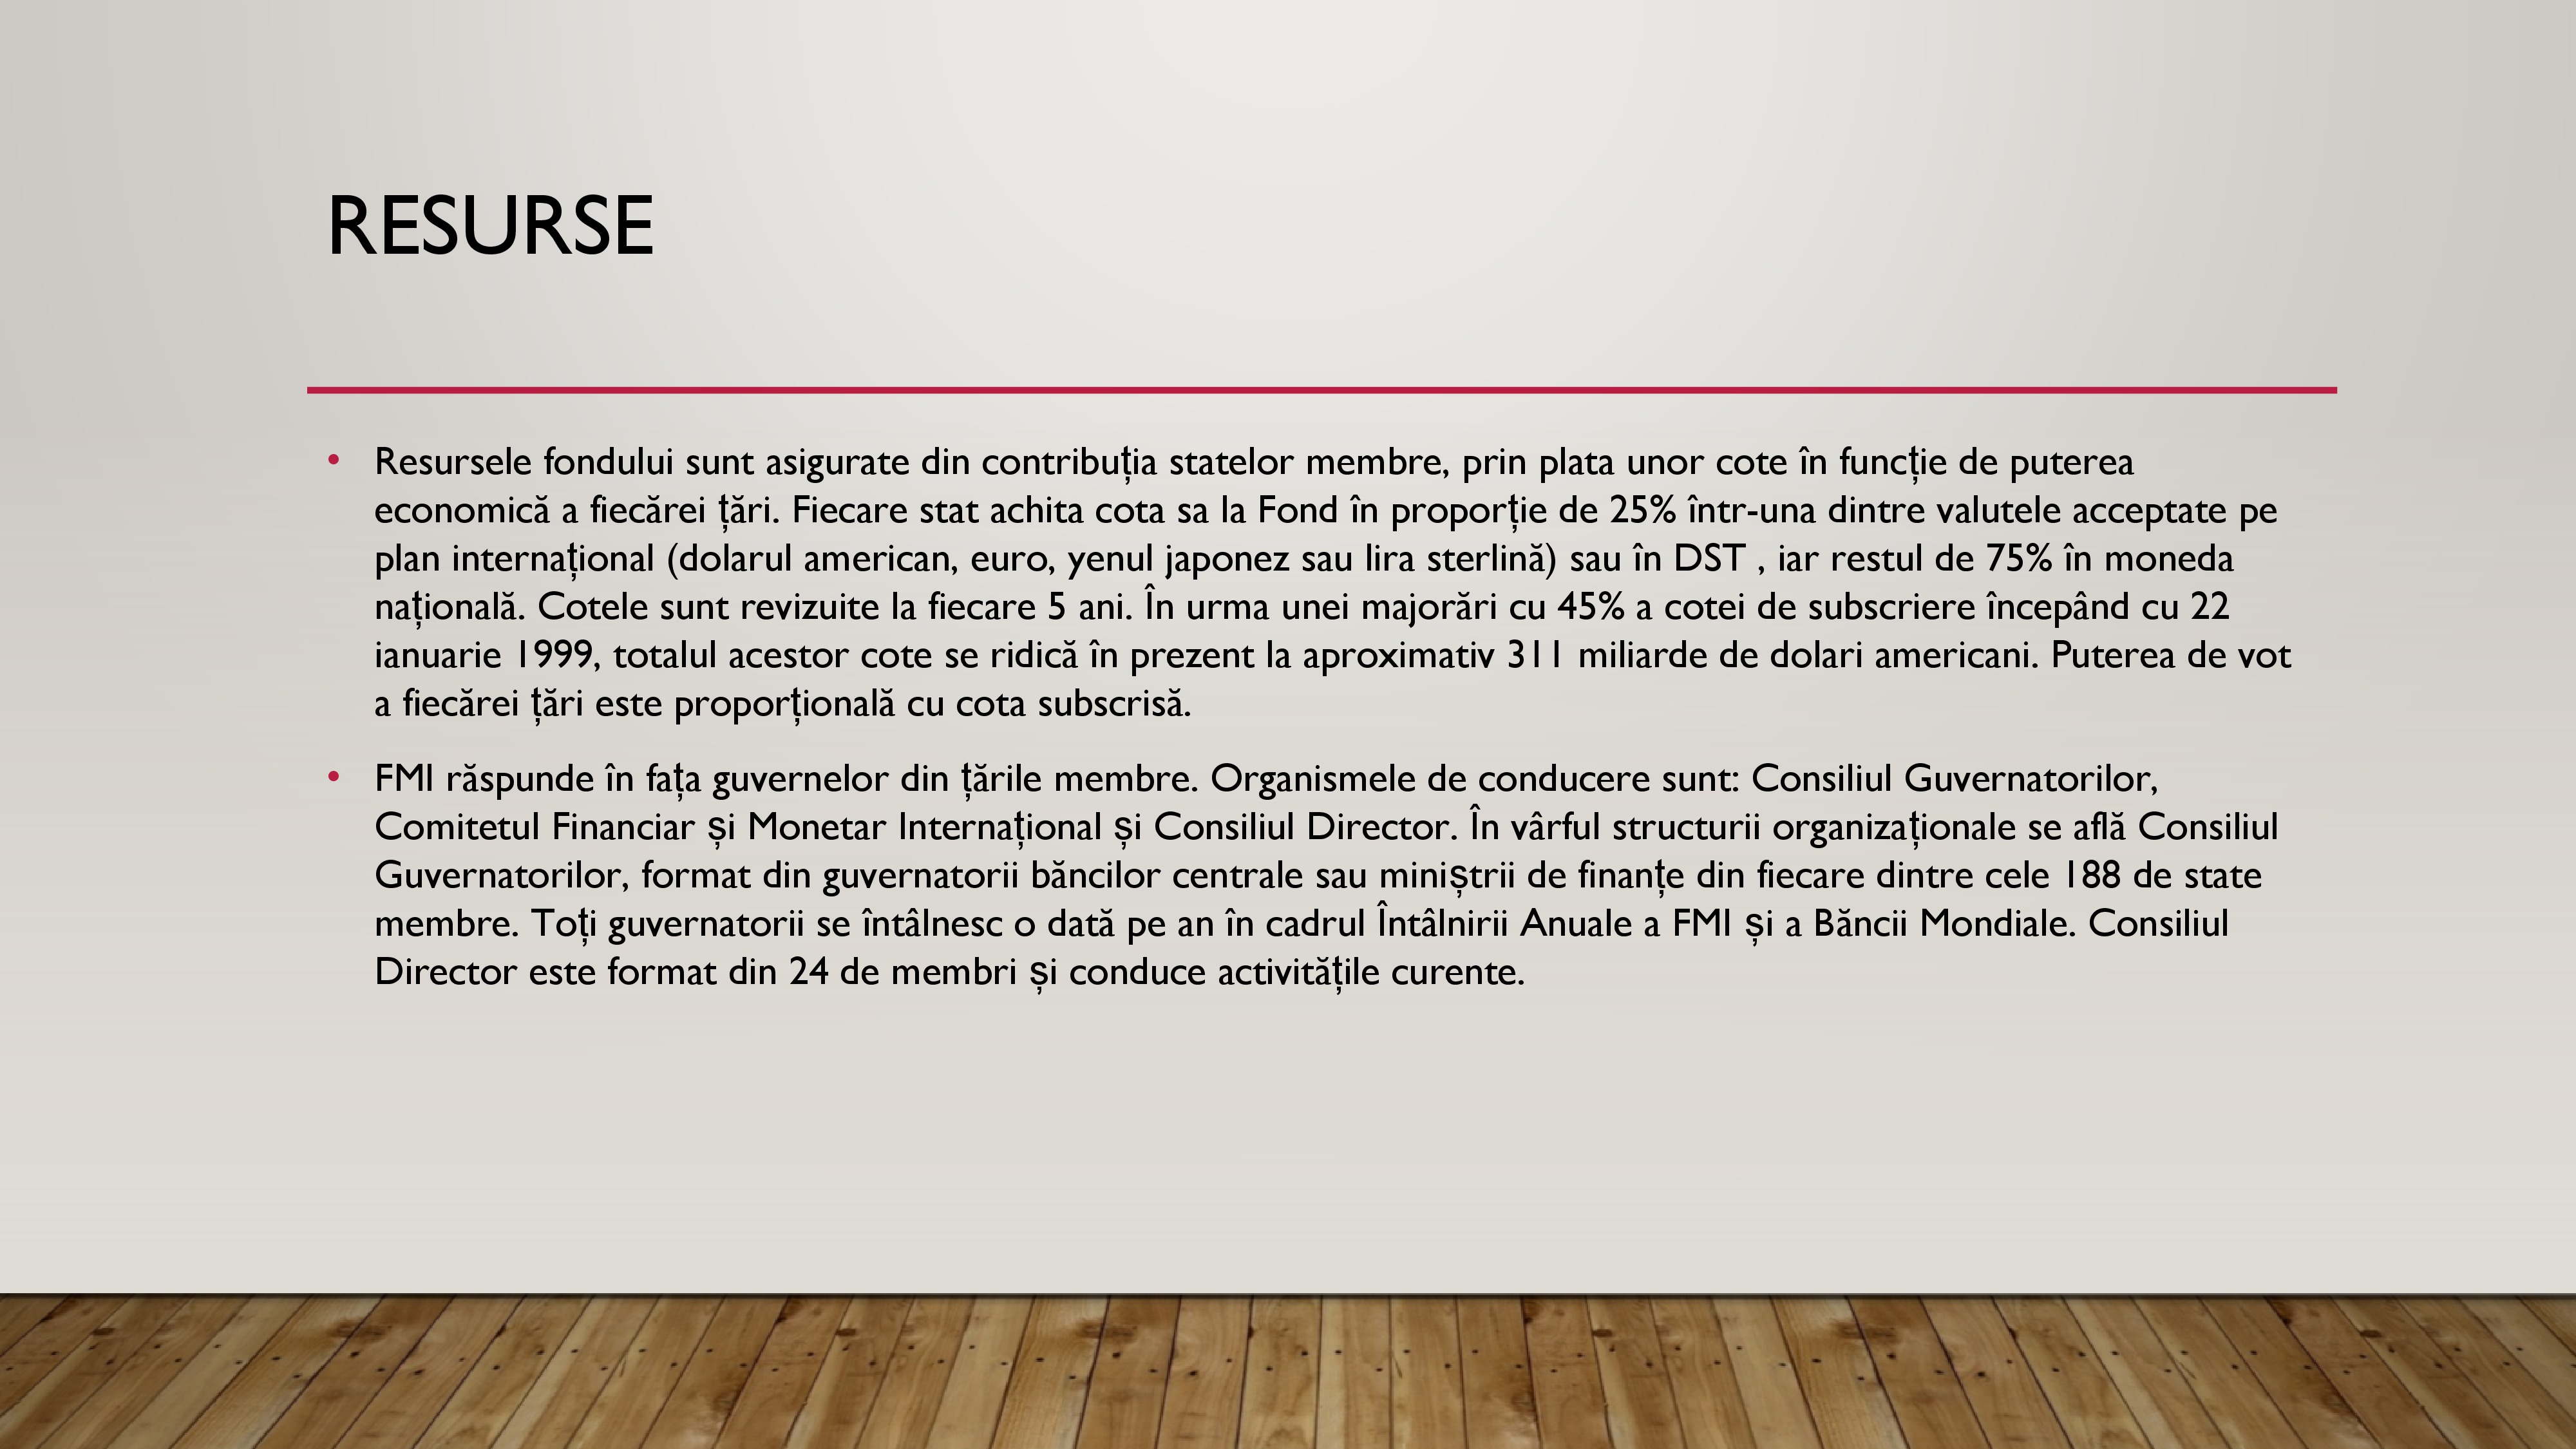 RESURSE
• Resursele fondului sunt asigurate din contribuția statelor membre, prin plata unor cote în funcție de puterea
economică a fiecărei țări. Fiecare stat achita cota sa la Fond în proporție de 25% într-una dintre valutele acceptate pe
plan internațional (dolarul american, euro, yenul japonez sau lira sterlină) sau în DST , iar restul de 75% în moneda
națională. Cotele sunt revizuite la fiecare 5 ani. În urma unei majorări cu 45% a cotei de subscriere începând cu 22
ianuarie 1999, totalul acestor cote se ridică în prezent la aproximativ 311 miliarde de dolari americani. Puterea de vot
a fiecărei țări este proporțională cu cota subscrisă.
• FMI răspunde în fața guvernelor din țările membre. Organismele de conducere sunt: Consiliul Guvernatorilor,
Comitetul Financiar și Monetar Internațional și Consiliul Director. În vârful structurii organizaționale se află Consiliul
Guvernatorilor, format din guvernatorii băncilor centrale sau miniștrii de finanțe din fiecare dintre cele 188 de state
membre. Toți guvernatorii se întâlnesc o dată pe an în cadrul Întâlnirii Anuale a FMI și a Băncii Mondiale. Consiliul
Director este format din 24 de membri și conduce activitățile curente.